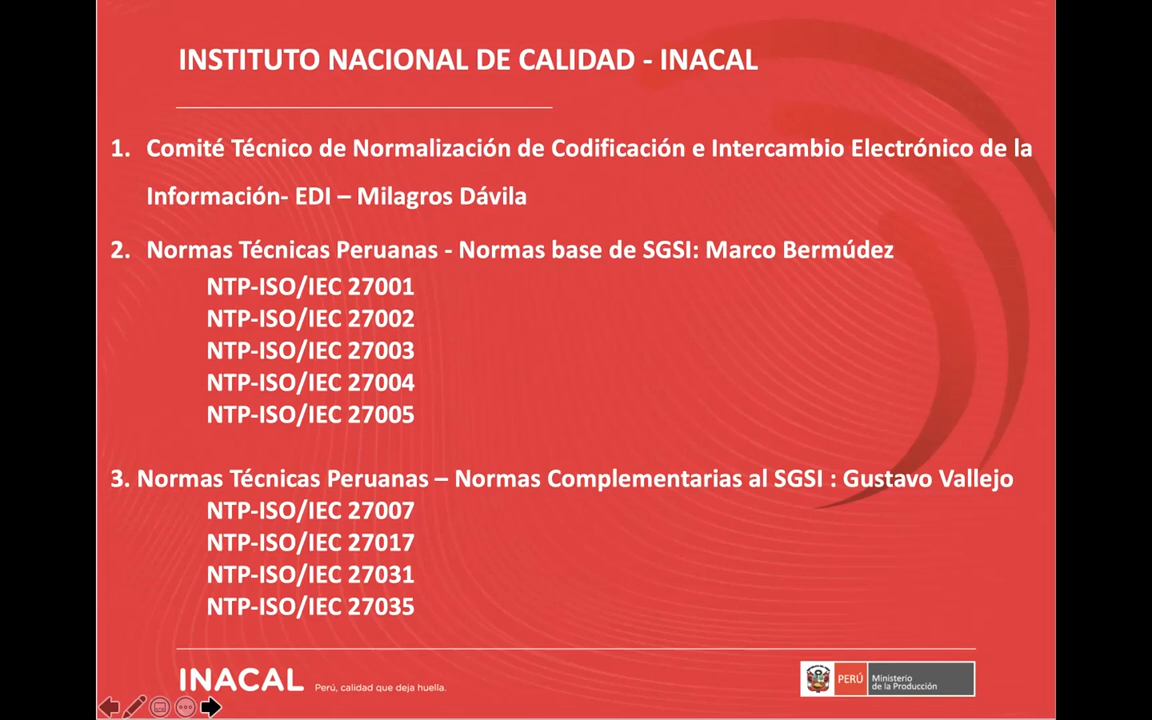 INSTITUTO NACIONAL DE CALIDAD - INACAL
1. Comité Técnico de Normalización de Codificación e Intercambio Electrónico de la
Información- EDI – Milagros Dávila
2. Normas Técnicas Peruanas - Normas base de SGSI: Marco Bermúdez
NTP-ISO/IEC 27001
NTP-ISO/IEC 27002
NTP-ISO/IEC 27003
NTP-ISO/IEC 27004
NTP-ISO/IEC 27005
3. Normas Técnicas Peruanas – Normas Complementarias al SGSI : Gustavo Vallejo
NTP-ISO/IEC 27007
NTP-ISO/IEC 27017
NTP-ISO/IEC 27031
NTP-ISO/IEC 27035
INACAL Perú, calidad que deja huella.
PERÚ Ministerio
de la Producción